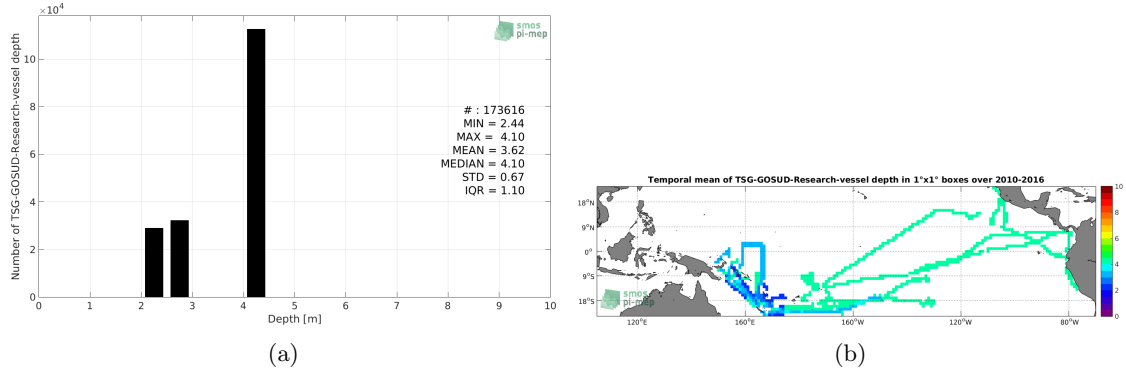 ×10⁴
smos
pi-mep
10
8
6
4
2
0
Number of TSG-GOSUD-Research-vessel depth
# : 173616
MIN = 2.44
MAX = 4.10
MEAN = 3.62
MEDIAN = 4.10
STD = 0.67
IQR = 1.10
0 1 2 3 4 5 6 7 8 9 10
Depth [m]
(a)
Temporal mean of TSG-GOSUD-Research-vessel depth in 1°x1° boxes over 2010-2016
18°N
9°N
0°
9°S
18°S
smos
pi-mep
120°E 160°E 160°W 120°W 80°W
10
8
6
4
2
0
(b)